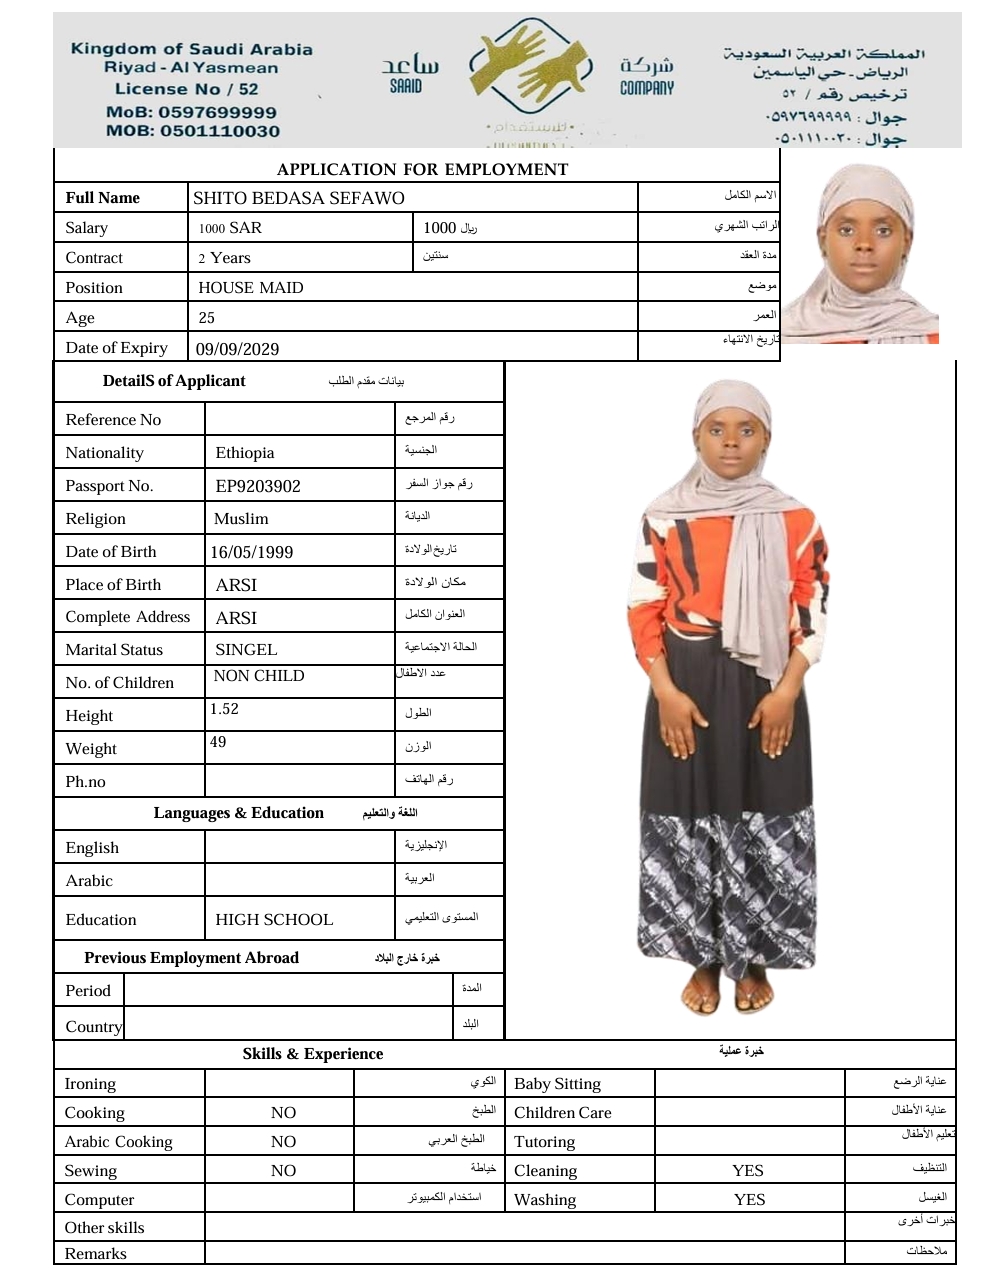 Kingdom of Saudi Arabia
Riyad - Al Yasmean
License No / 52
MoB: 0597699999
MOB: 0501110030
ساعد
SAAID
شركة
COMPANY
للاستقدام
المملكة العربية السعودية
الرياض - حي الياسمين
ترخيص رقم / ٥٢
جوال : ٠٥٩٧٦٩٩٩٩٩
جوال : ٠٥٠١١١٠٠٣٠
APPLICATION FOR EMPLOYMENT
Full Name SHITO BEDASA SEFAWO الاسم الكامل
Salary 1000 SAR 1000 ريال الراتب الشهري
Contract 2 Years سنتين مدة العقد
Position HOUSE MAID موضع
Age 25 العمر
Date of Expiry 09/09/2029 تاريخ الانتهاء
DetailS of Applicant بيانات مقدم الطلب
Reference No رقم المرجع
Nationality Ethiopia الجنسية
Passport No. EP9203902 رقم جواز السفر
Religion Muslim الديانة
Date of Birth 16/05/1999 تاريخ الولادة
Place of Birth ARSI مكان الولادة
Complete Address ARSI العنوان الكامل
Marital Status SINGEL الحالة الاجتماعية
No. of Children NON CHILD عدد الاطفال
Height 1.52 الطول
Weight 49 الوزن
Ph.no رقم الهاتف
Languages & Education اللغة والتعليم
English الإنجليزية
Arabic العربية
Education HIGH SCHOOL المستوى التعليمي
Previous Employment Abroad خبرة خارج البلاد
Period المدة
Country البلد
Skills & Experience خبرة عملية
Ironing الكوي Baby Sitting عناية الرضع
Cooking NO الطبخ Children Care عناية الأطفال
Arabic Cooking NO الطبخ العربي Tutoring تعليم الأطفال
Sewing NO خياطة Cleaning YES التنظيف
Computer استخدام الكمبيوتر Washing YES الغيسل
Other skills خبرات أخرى
Remarks ملاحظات